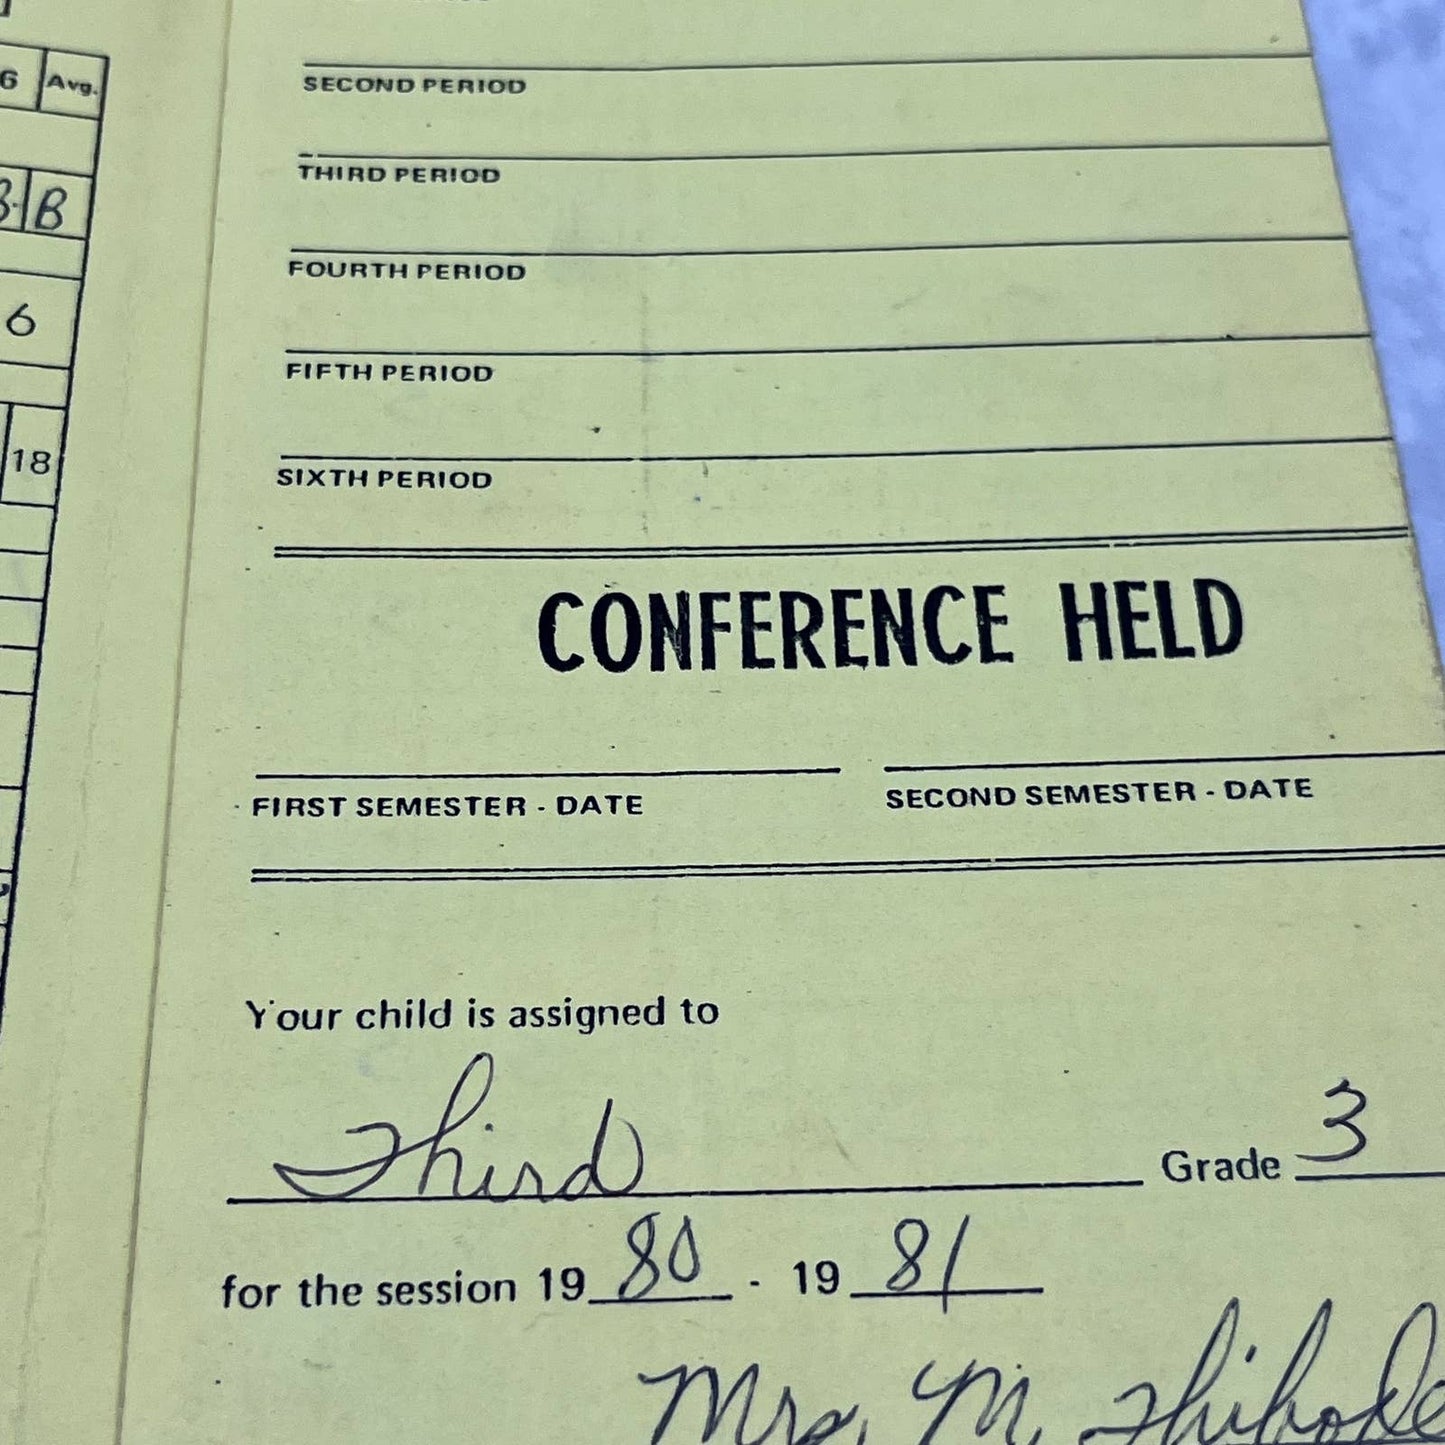 6 Avg.
B- B
6
18
SECOND PERIOD
THIRD PERIOD
FOURTH PERIOD
FIFTH PERIOD
SIXTH PERIOD
CONFERENCE HELD
FIRST SEMESTER - DATE SECOND SEMESTER - DATE
Your child is assigned to
Third Grade 3
for the session 19 80 - 19 81
Mrs. M.